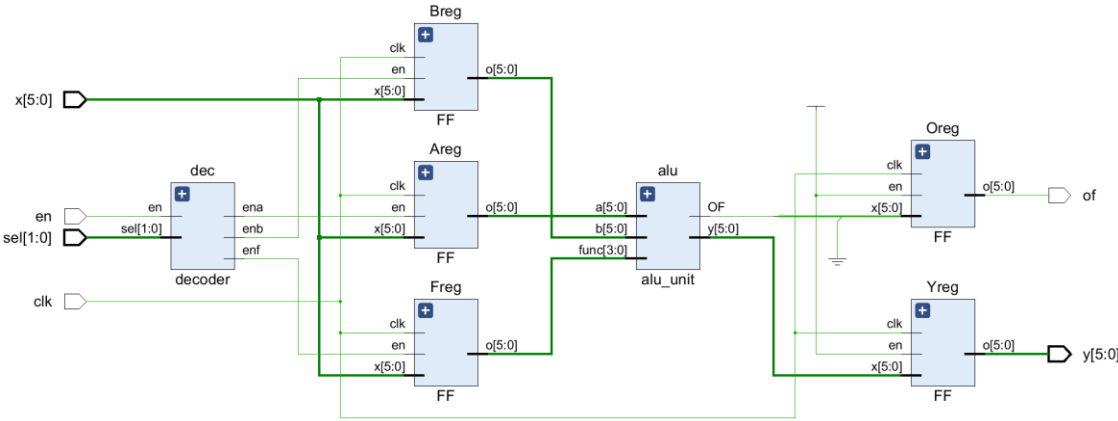 Breg
clk
en
x[5:0]
o[5:0]
FF
x[5:0]
Areg
clk
en
x[5:0]
o[5:0]
FF
dec
en
sel[1:0]
ena
enb
enf
decoder
en
sel[1:0]
clk
Freg
clk
en
x[5:0]
o[5:0]
FF
alu
a[5:0]
b[5:0]
func[3:0]
OF
y[5:0]
alu_unit
Oreg
clk
en
x[5:0]
o[5:0]
FF
of
Yreg
clk
en
x[5:0]
o[5:0]
FF
y[5:0]